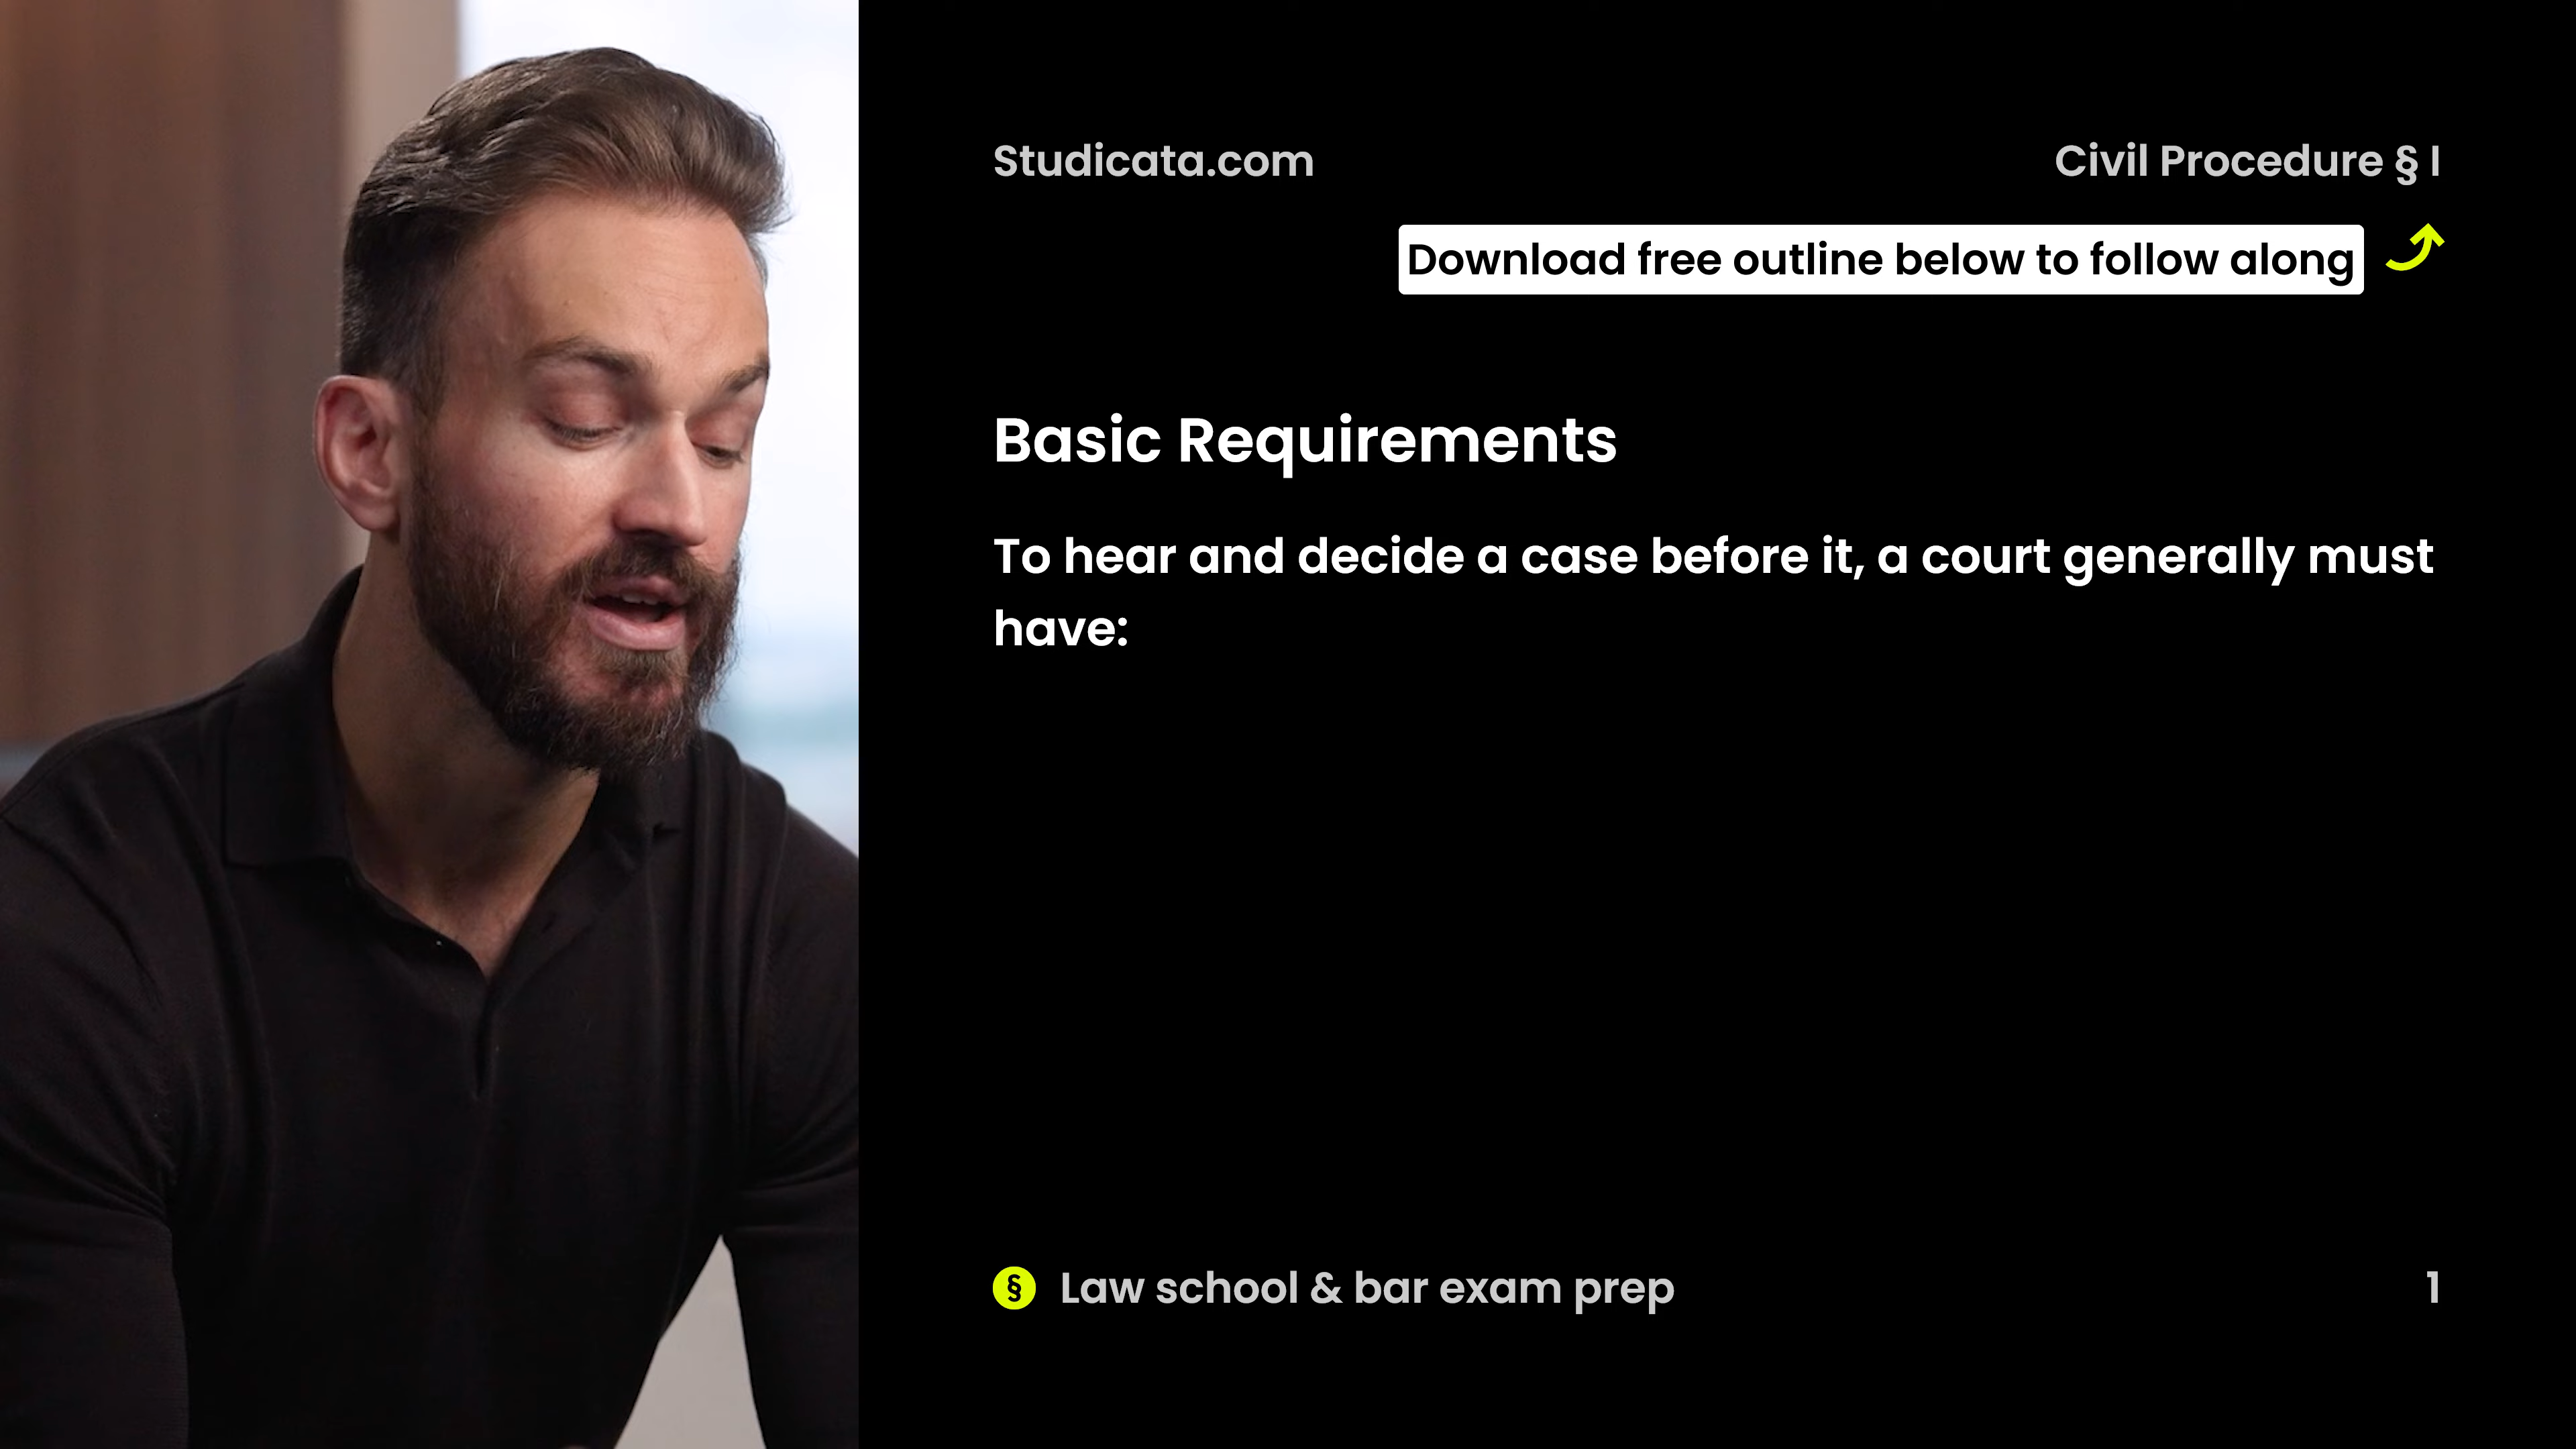 Studicata.com
Civil Procedure § I
Download free outline below to follow along
Basic Requirements
To hear and decide a case before it, a court generally must
have:
§ Law school & bar exam prep
1